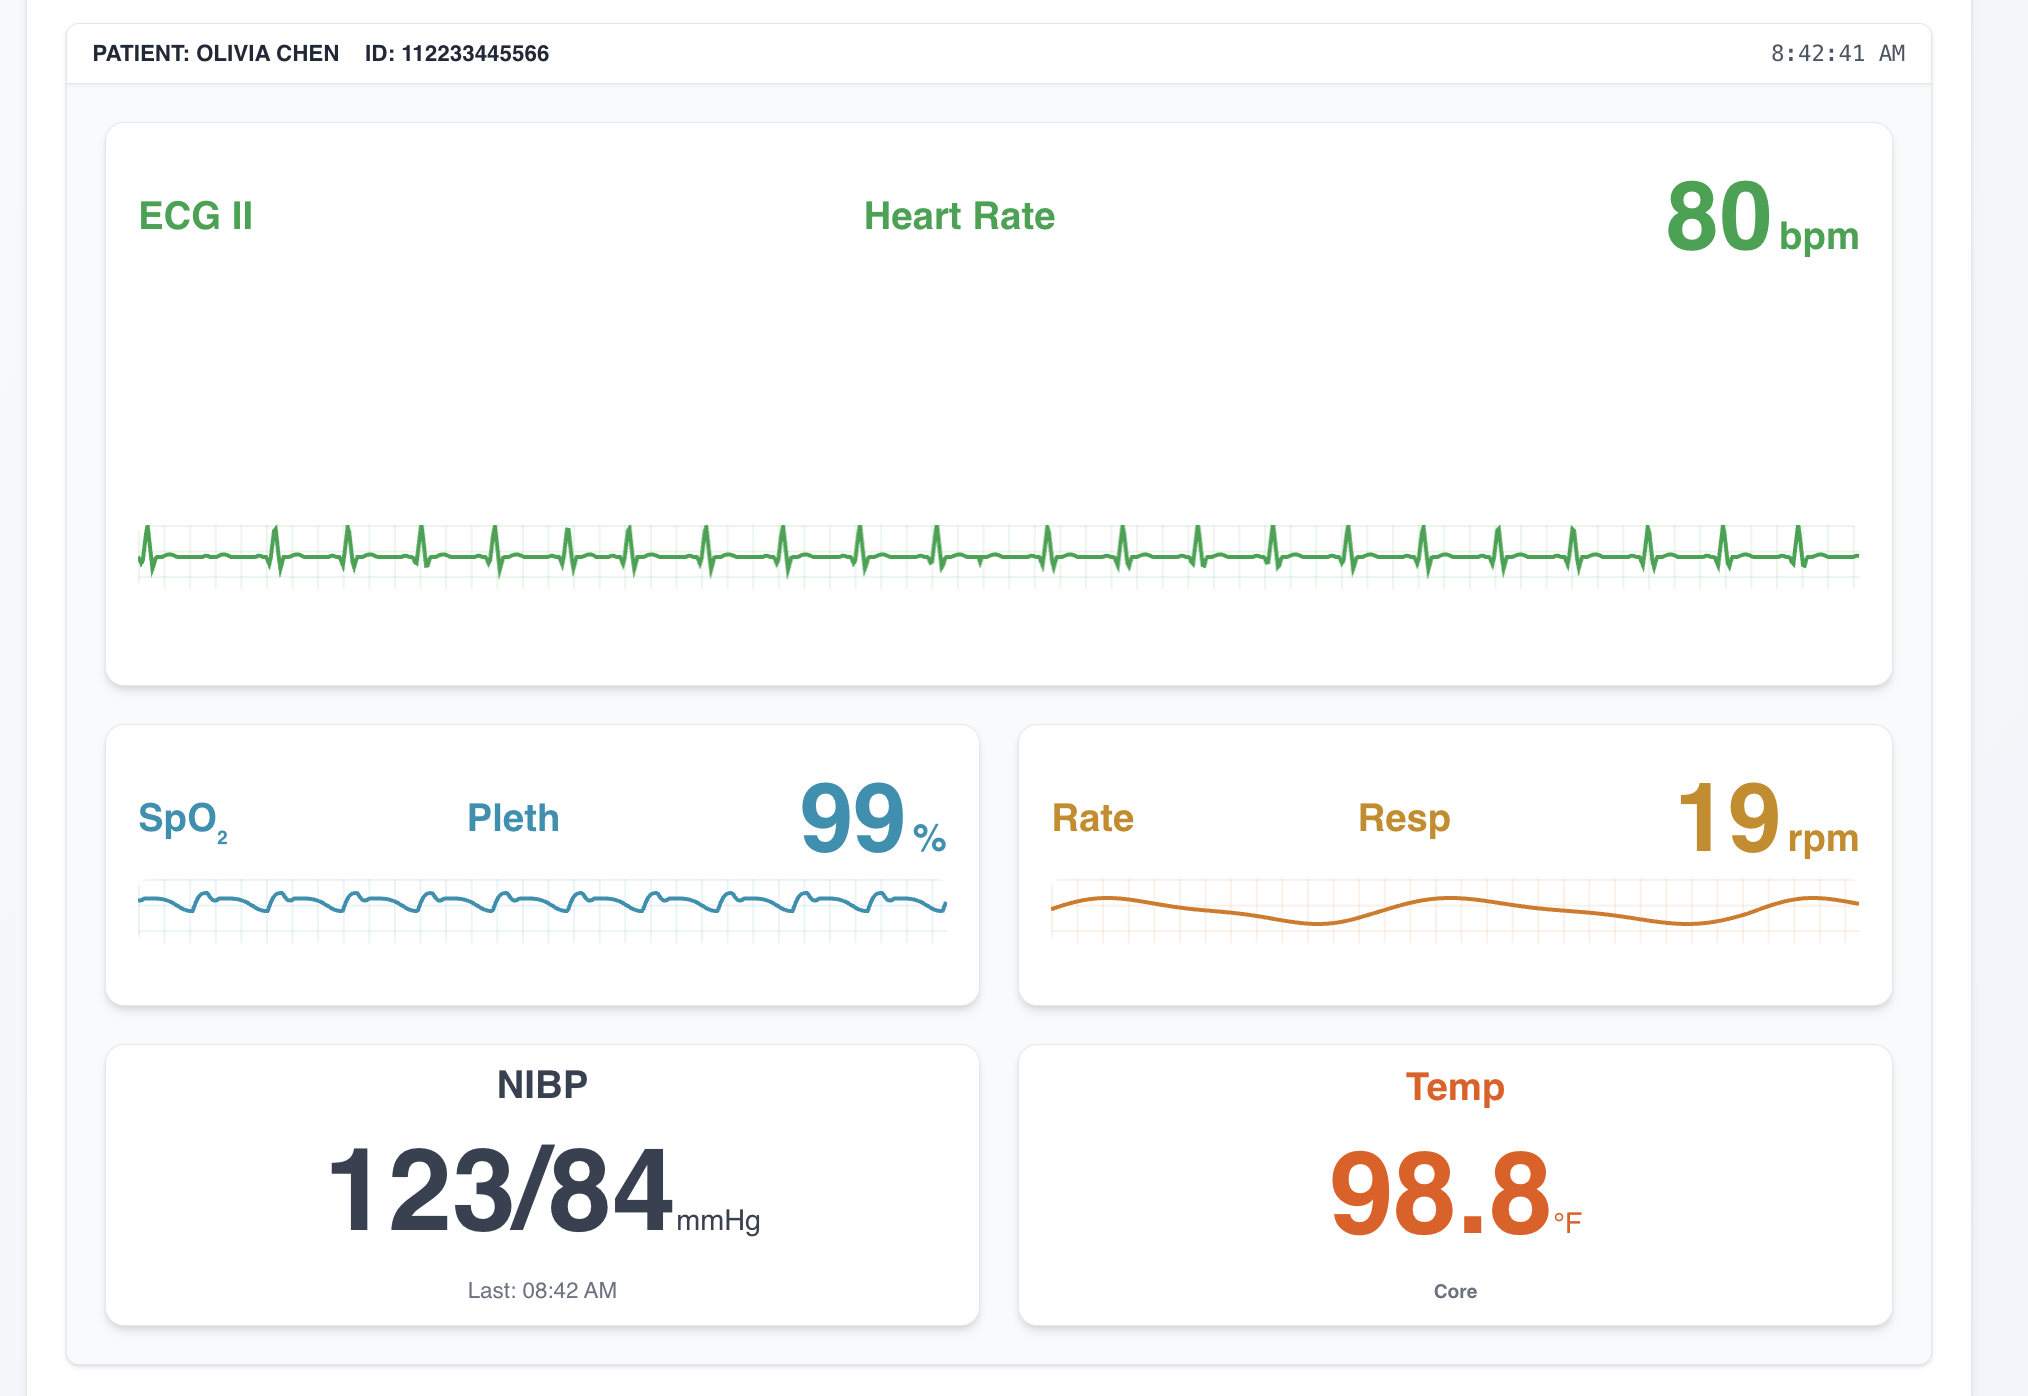 PATIENT: OLIVIA CHEN ID: 112233445566 8:42:41 AM
ECG II Heart Rate 80 bpm
SpO₂ Pleth 99 %
Rate Resp 19 rpm
NIBP
123/84 mmHg
Last: 08:42 AM
Temp
98.8 °F
Core